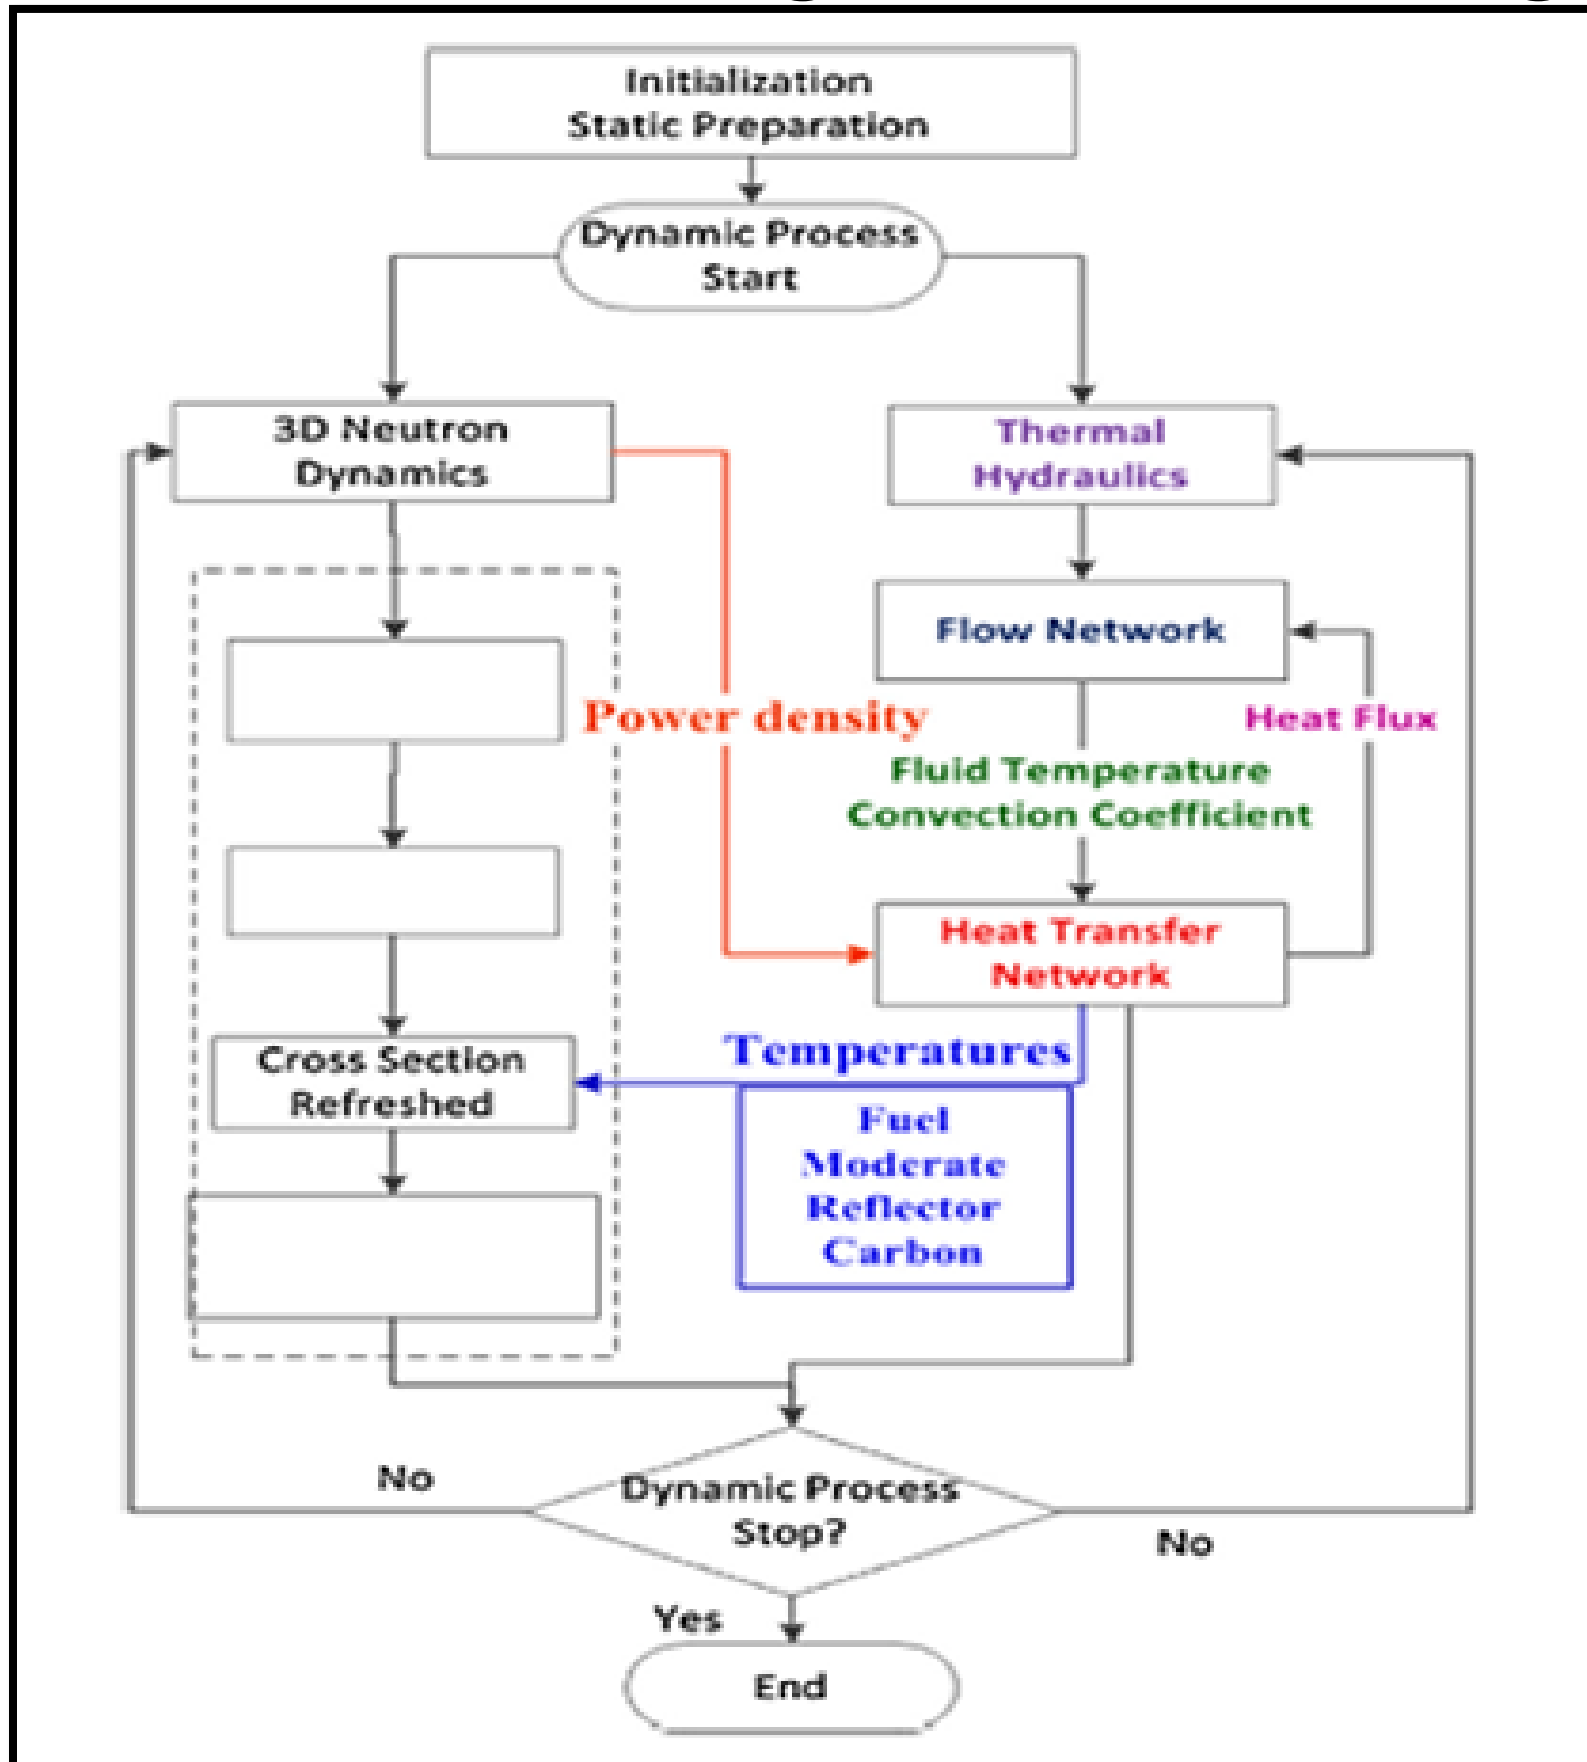 Initialization
Static Preparation
Dynamic Process
Start
3D Neutron
Dynamics
Thermal
Hydraulics
Flow Network
Power density
Heat Flux
Fluid Temperature
Convection Coefficient
Heat Transfer
Network
Temperatures
Cross Section
Refreshed
Fuel
Moderate
Reflector
Carbon
No
Dynamic Process
Stop?
No
Yes
End